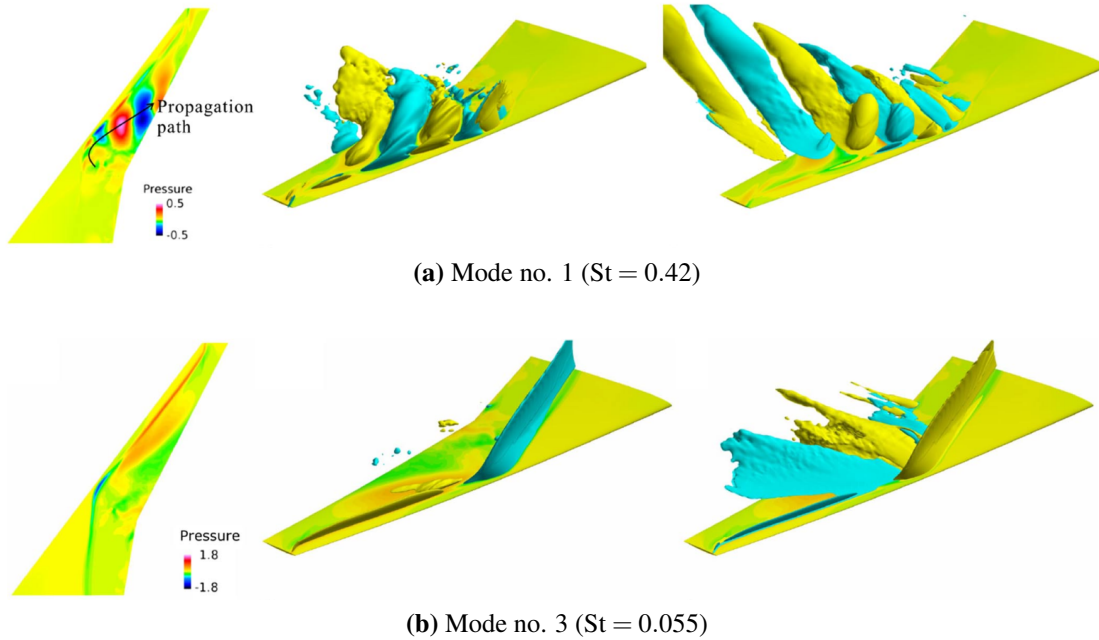 Propagation
path
Pressure
0.5
-0.5
(a) Mode no. 1 (St = 0.42)
Pressure
1.8
-1.8
(b) Mode no. 3 (St = 0.055)